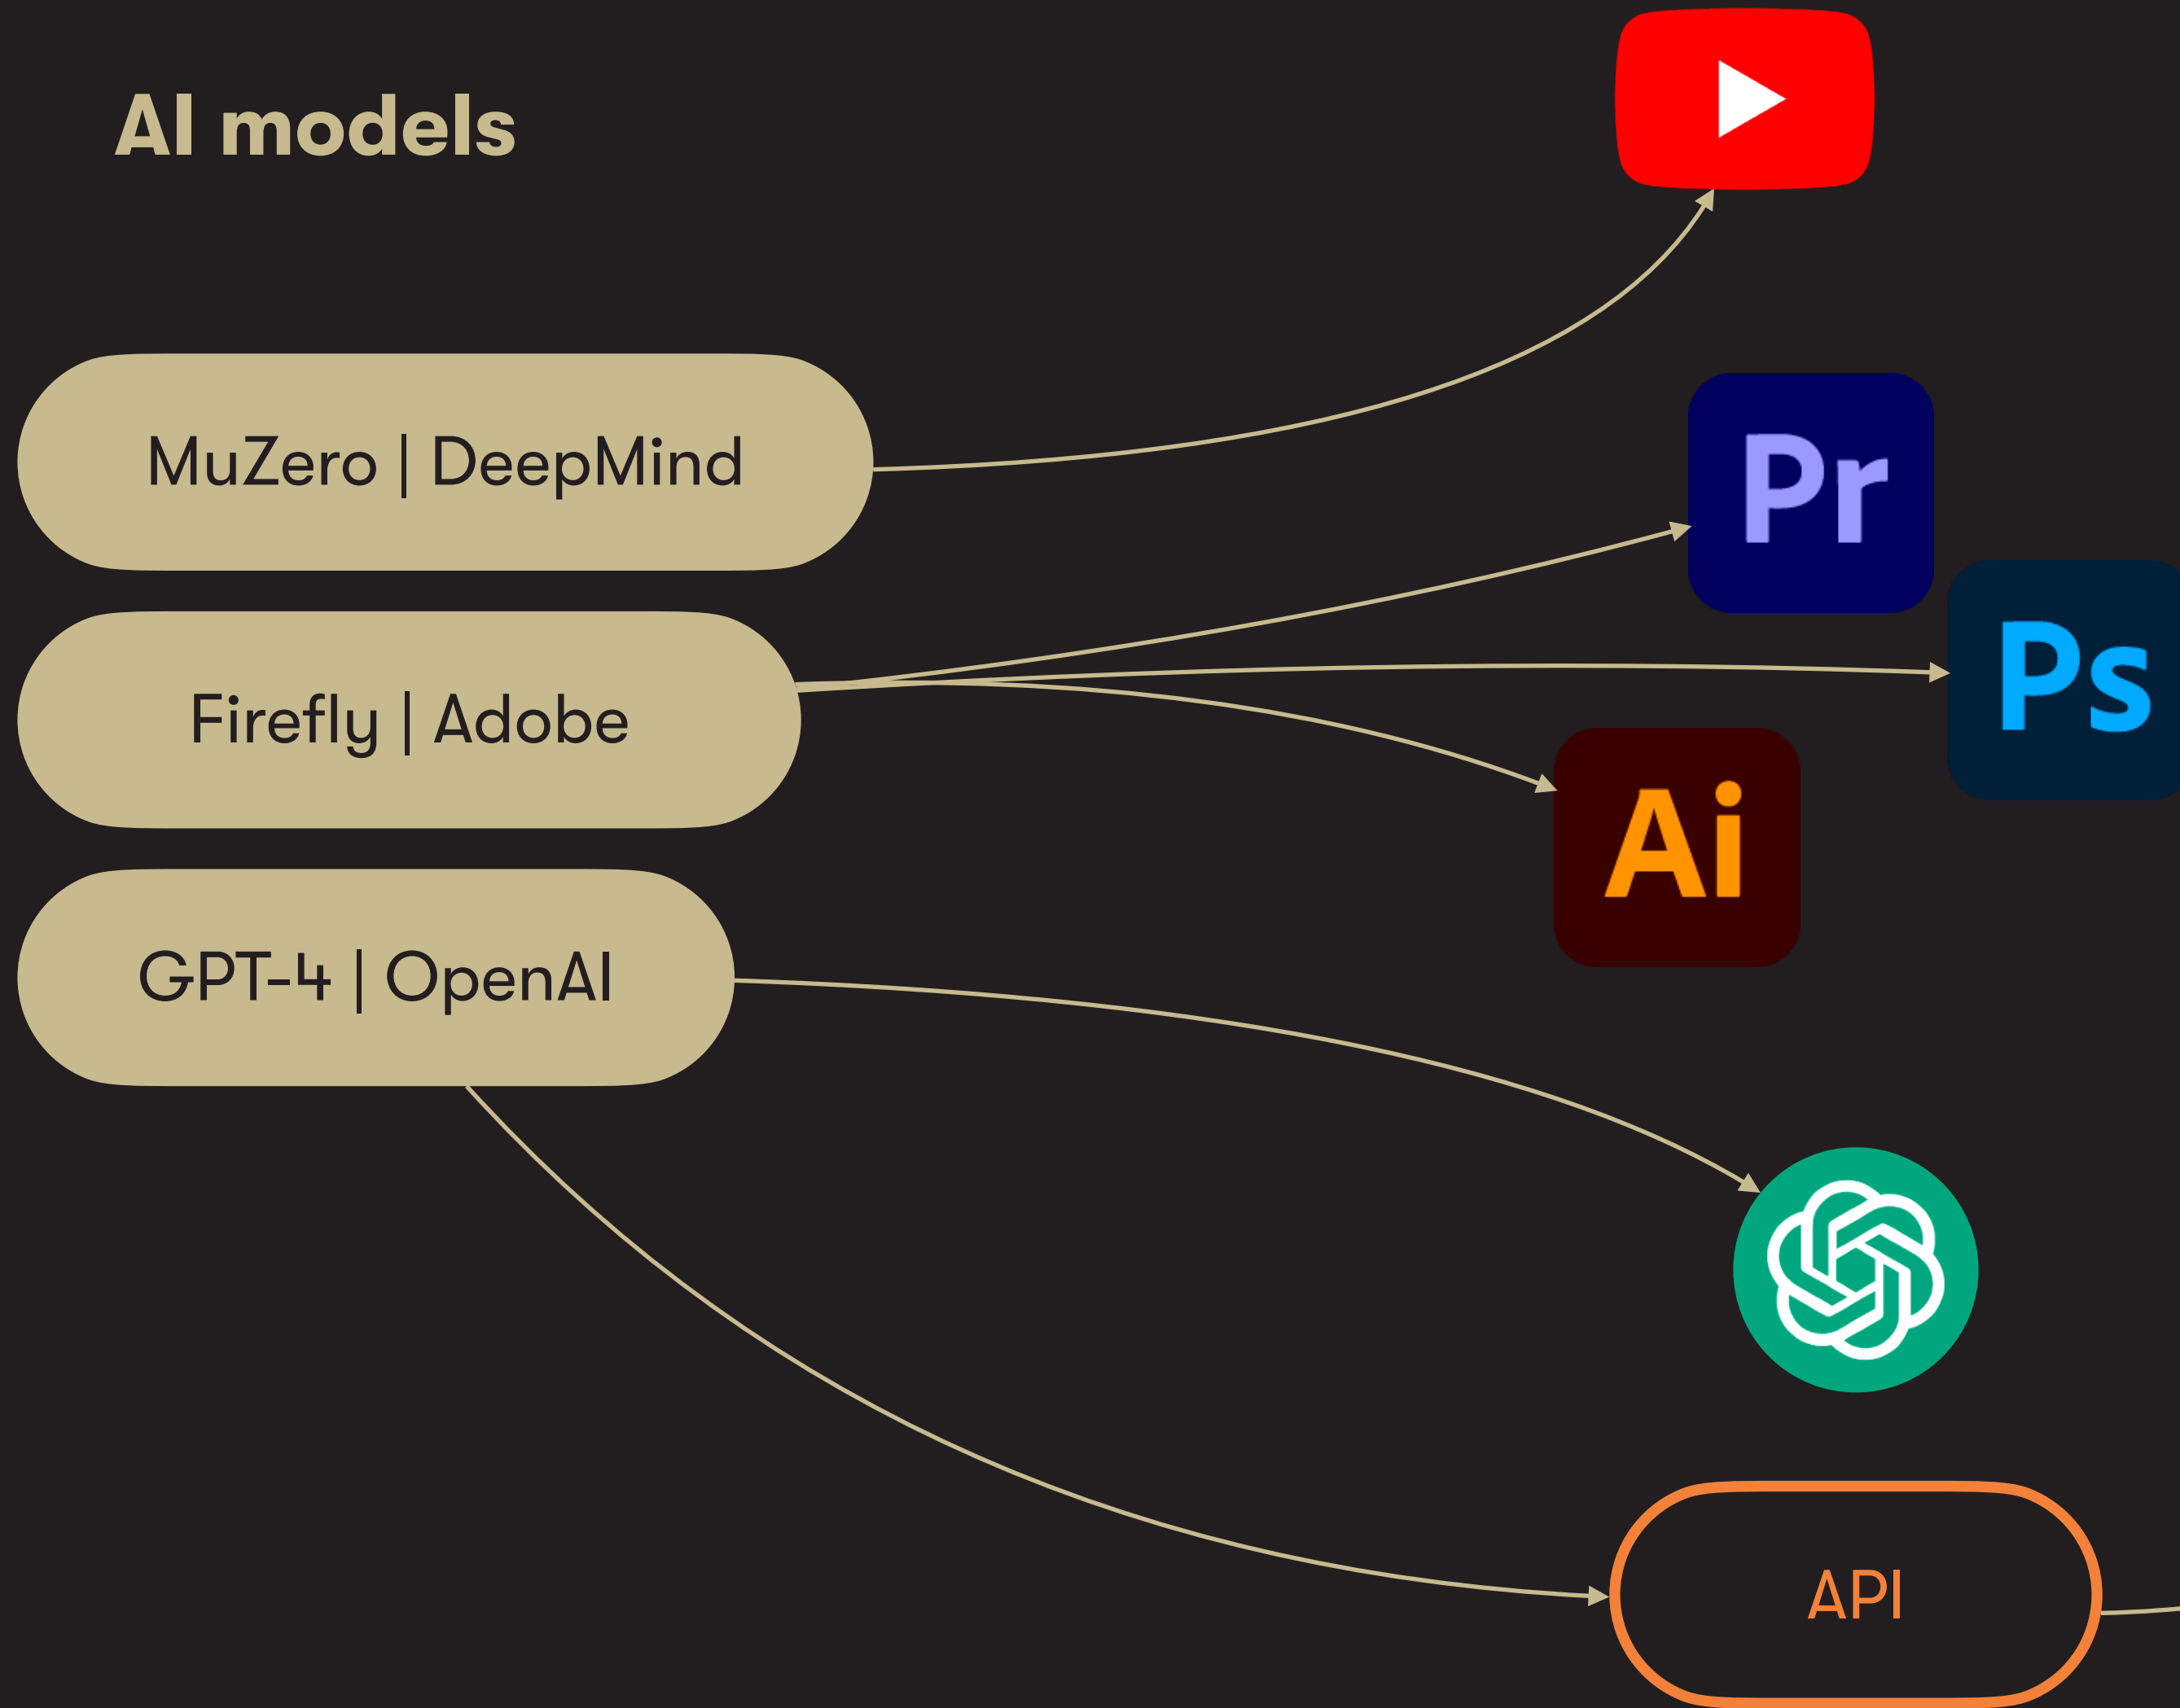 AI models
MuZero | DeepMind
Pr
Ps
Firefly | Adobe
Ai
GPT-4 | OpenAI
API